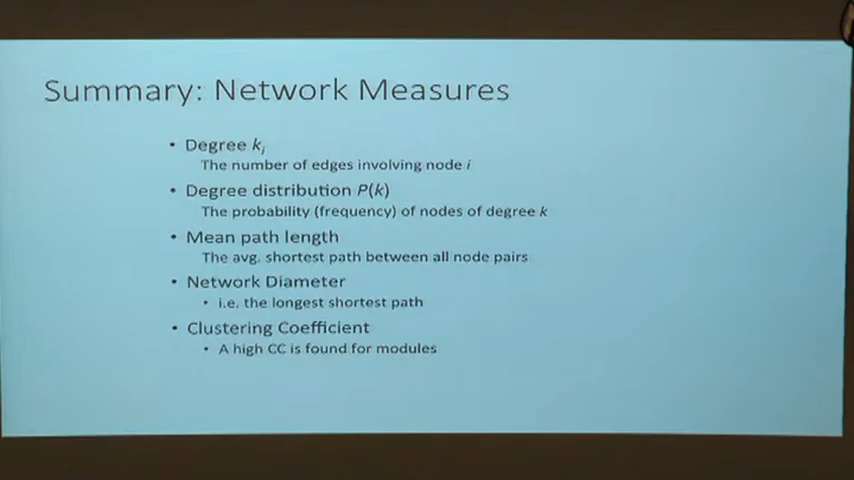 Summary: Network Measures
• Degree ki
The number of edges involving node i
• Degree distribution P(k)
The probability (frequency) of nodes of degree k
• Mean path length
The avg. shortest path between all node pairs
• Network Diameter
• i.e. the longest shortest path
• Clustering Coefficient
• A high CC is found for modules